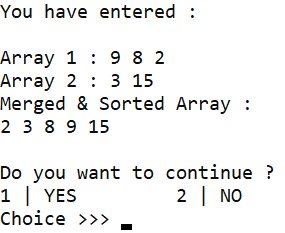 You have entered :
Array 1 : 9 8 2
Array 2 : 3 15
Merged & Sorted Array :
2 3 8 9 15
Do you want to continue ?
1 | YES 2 | NO
Choice >>>